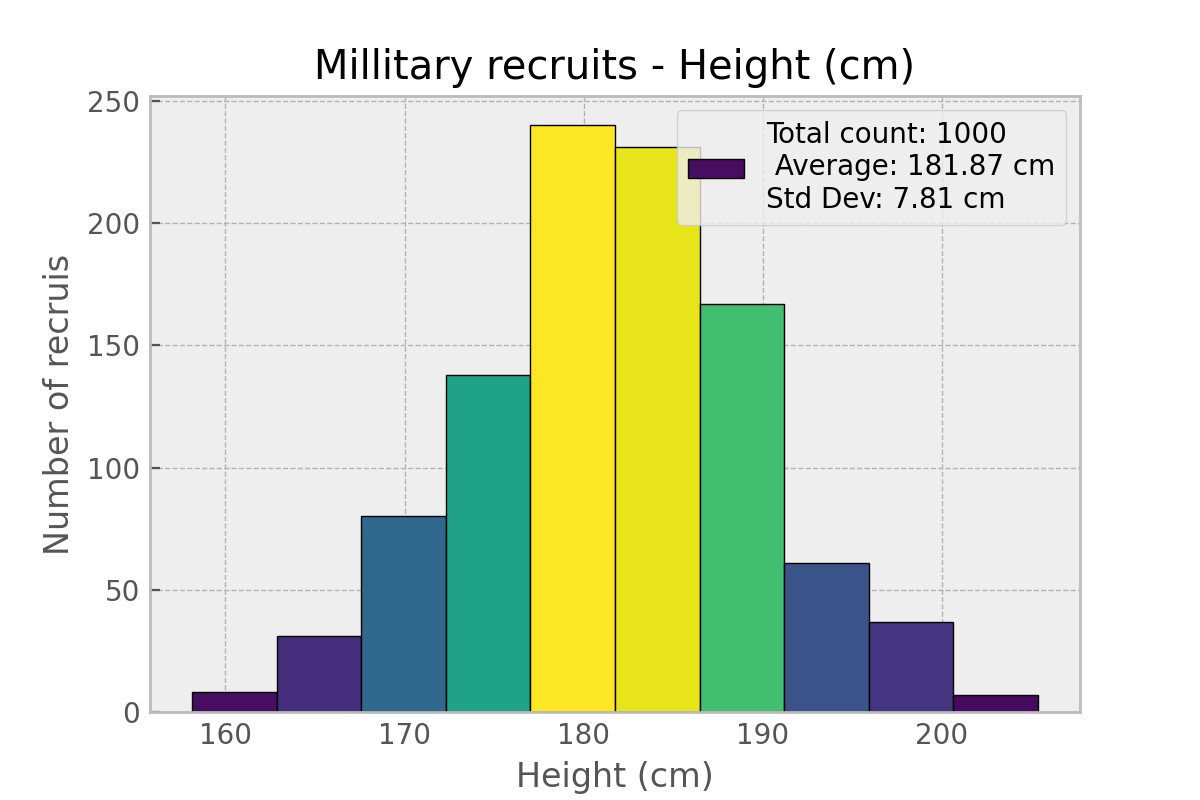 Millitary recruits - Height (cm)
Total count: 1000
Average: 181.87 cm
Std Dev: 7.81 cm
Number of recruis
250
200
150
100
50
0
160 170 180 190 200
Height (cm)